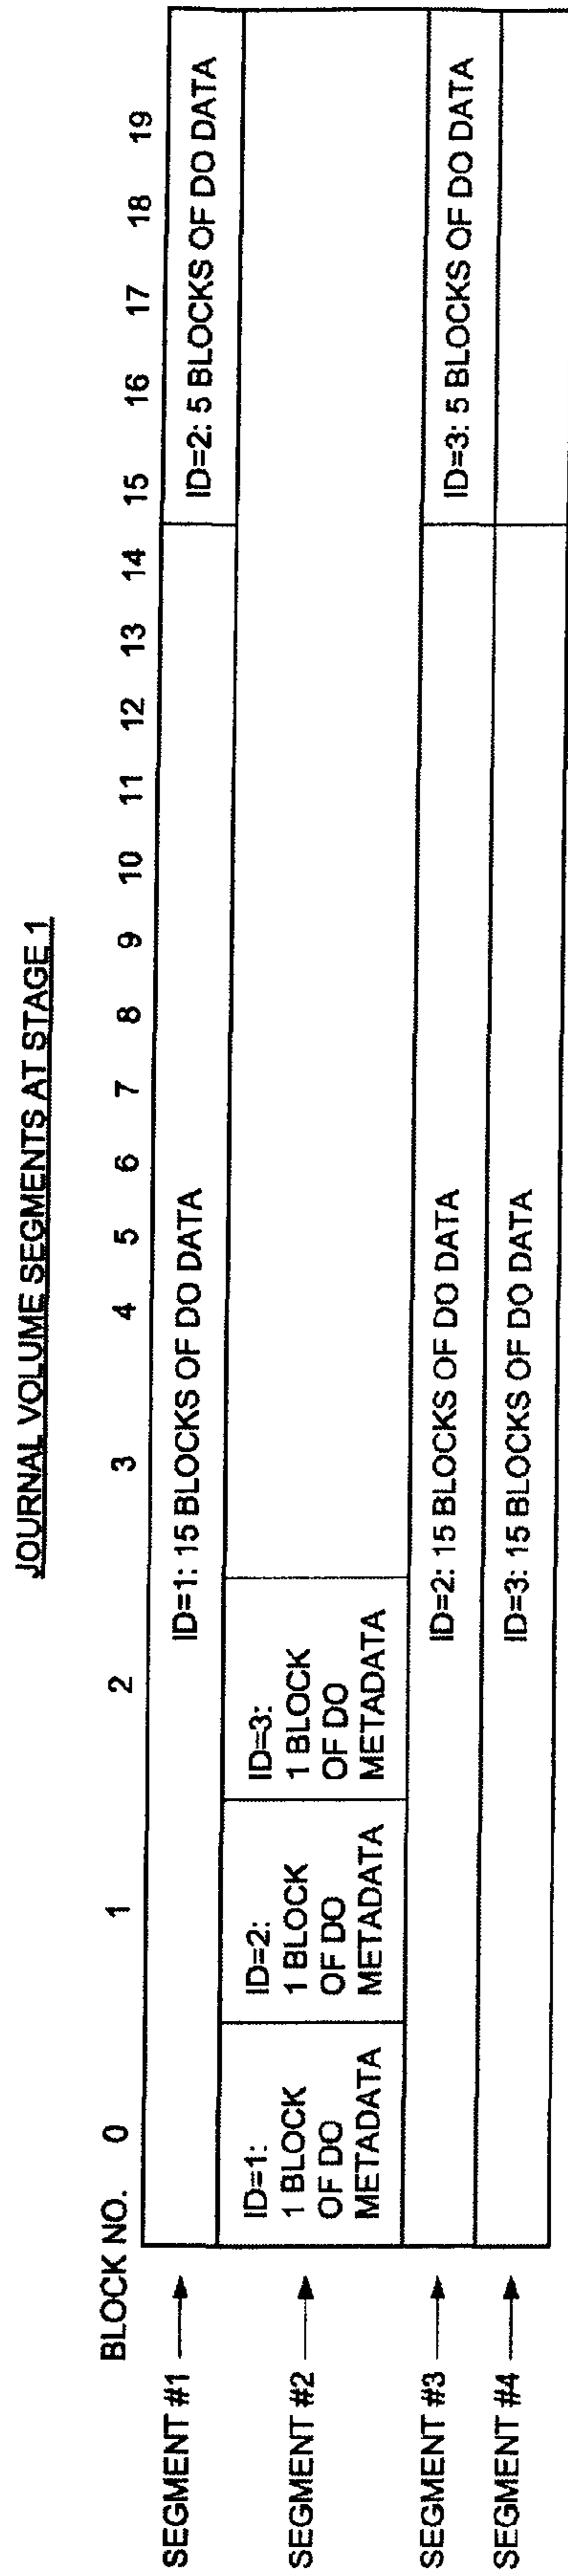 JOURNAL VOLUME SEGMENTS AT STAGE 1
BLOCK NO. 0 1 2 3 4 5 6 7 8 9 10 11 12 13 14 15 16 17 18 19
SEGMENT #1
ID=1: 15 BLOCKS OF DO DATA
ID=2: 5 BLOCKS OF DO DATA
SEGMENT #2
ID=1:
1 BLOCK
OF DO
METADATA
ID=2:
1 BLOCK
OF DO
METADATA
ID=3:
1 BLOCK
OF DO
METADATA
SEGMENT #3
ID=2: 15 BLOCKS OF DO DATA
ID=3: 5 BLOCKS OF DO DATA
SEGMENT #4
ID=3: 15 BLOCKS OF DO DATA